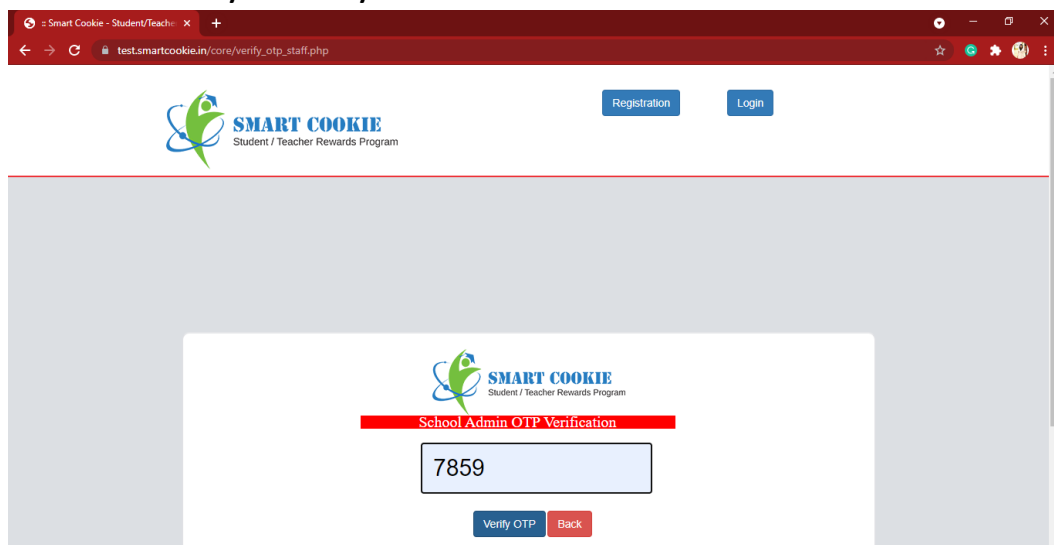 :: Smart Cookie - Student/Teache
test.smartcookie.in/core/verify_otp_staff.php
SMART COOKIE
Student / Teacher Rewards Program
Registration
Login
SMART COOKIE
Student / Teacher Rewards Program
School Admin OTP Verification
7859
Verify OTP
Back